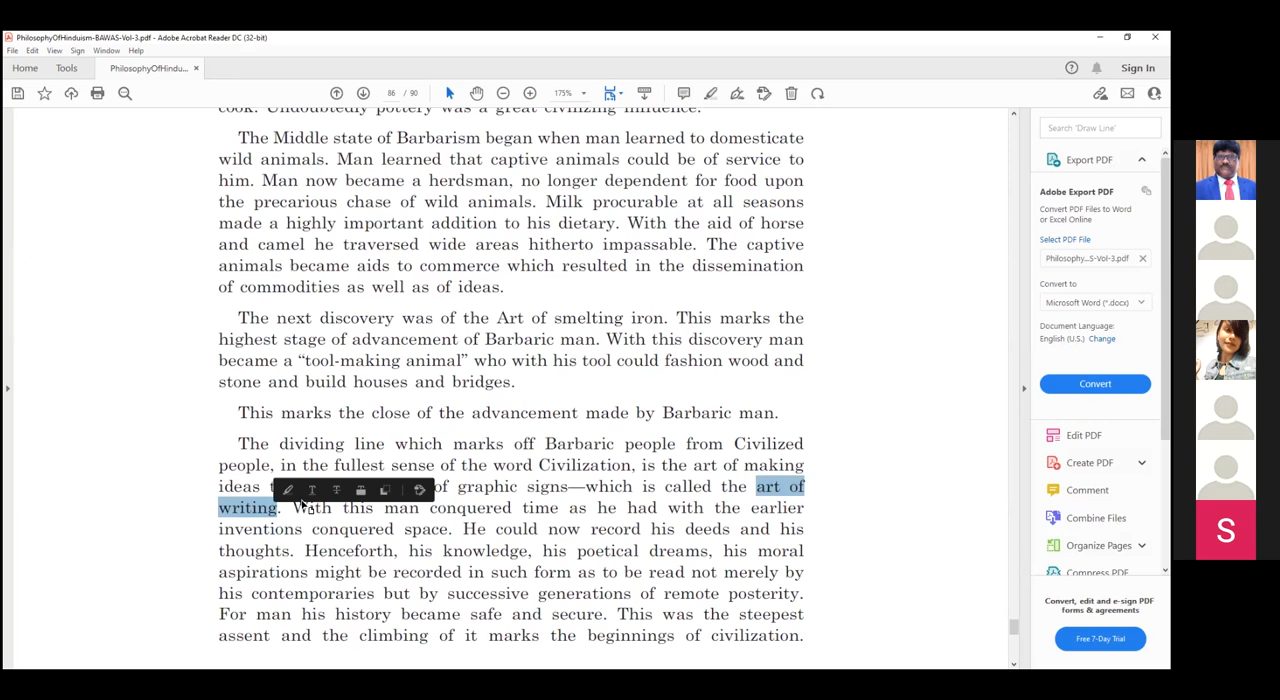 PhilosophyOfHinduism-BAWAS-Vol-3.pdf - Adobe Acrobat Reader DC (32-bit)
File Edit View Sign Window Help
Home Tools PhilosophyOfHindu... ×
Sign In
86 / 90
175%
cook. Undoubtedly pottery was a great civilizing influence.
The Middle state of Barbarism began when man learned to domesticate
wild animals. Man learned that captive animals could be of service to
him. Man now became a herdsman, no longer dependent for food upon
the precarious chase of wild animals. Milk procurable at all seasons
made a highly important addition to his dietary. With the aid of horse
and camel he traversed wide areas hitherto impassable. The captive
animals became aids to commerce which resulted in the dissemination
of commodities as well as of ideas.
The next discovery was of the Art of smelting iron. This marks the
highest stage of advancement of Barbaric man. With this discovery man
became a “tool-making animal” who with his tool could fashion wood and
stone and build houses and bridges.
This marks the close of the advancement made by Barbaric man.
The dividing line which marks off Barbaric people from Civilized
people, in the fullest sense of the word Civilization, is the art of making
ideas of graphic signs—which is called the art of
writing. With this man conquered time as he had with the earlier
inventions conquered space. He could now record his deeds and his
thoughts. Henceforth, his knowledge, his poetical dreams, his moral
aspirations might be recorded in such form as to be read not merely by
his contemporaries but by successive generations of remote posterity.
For man his history became safe and secure. This was the steepest
assent and the climbing of it marks the beginnings of civilization.
Search 'Draw Line'
Export PDF
Adobe Export PDF
Convert PDF Files to Word
or Excel Online
Select PDF File
Philosophy...S-Vol-3.pdf
Convert to
Microsoft Word (*.docx)
Document Language:
English (U.S.) Change
Convert
Edit PDF
Create PDF
Comment
Combine Files
Organize Pages
Compress PDF
Convert, edit and e-sign PDF
forms & agreements
Free 7-Day Trial
S